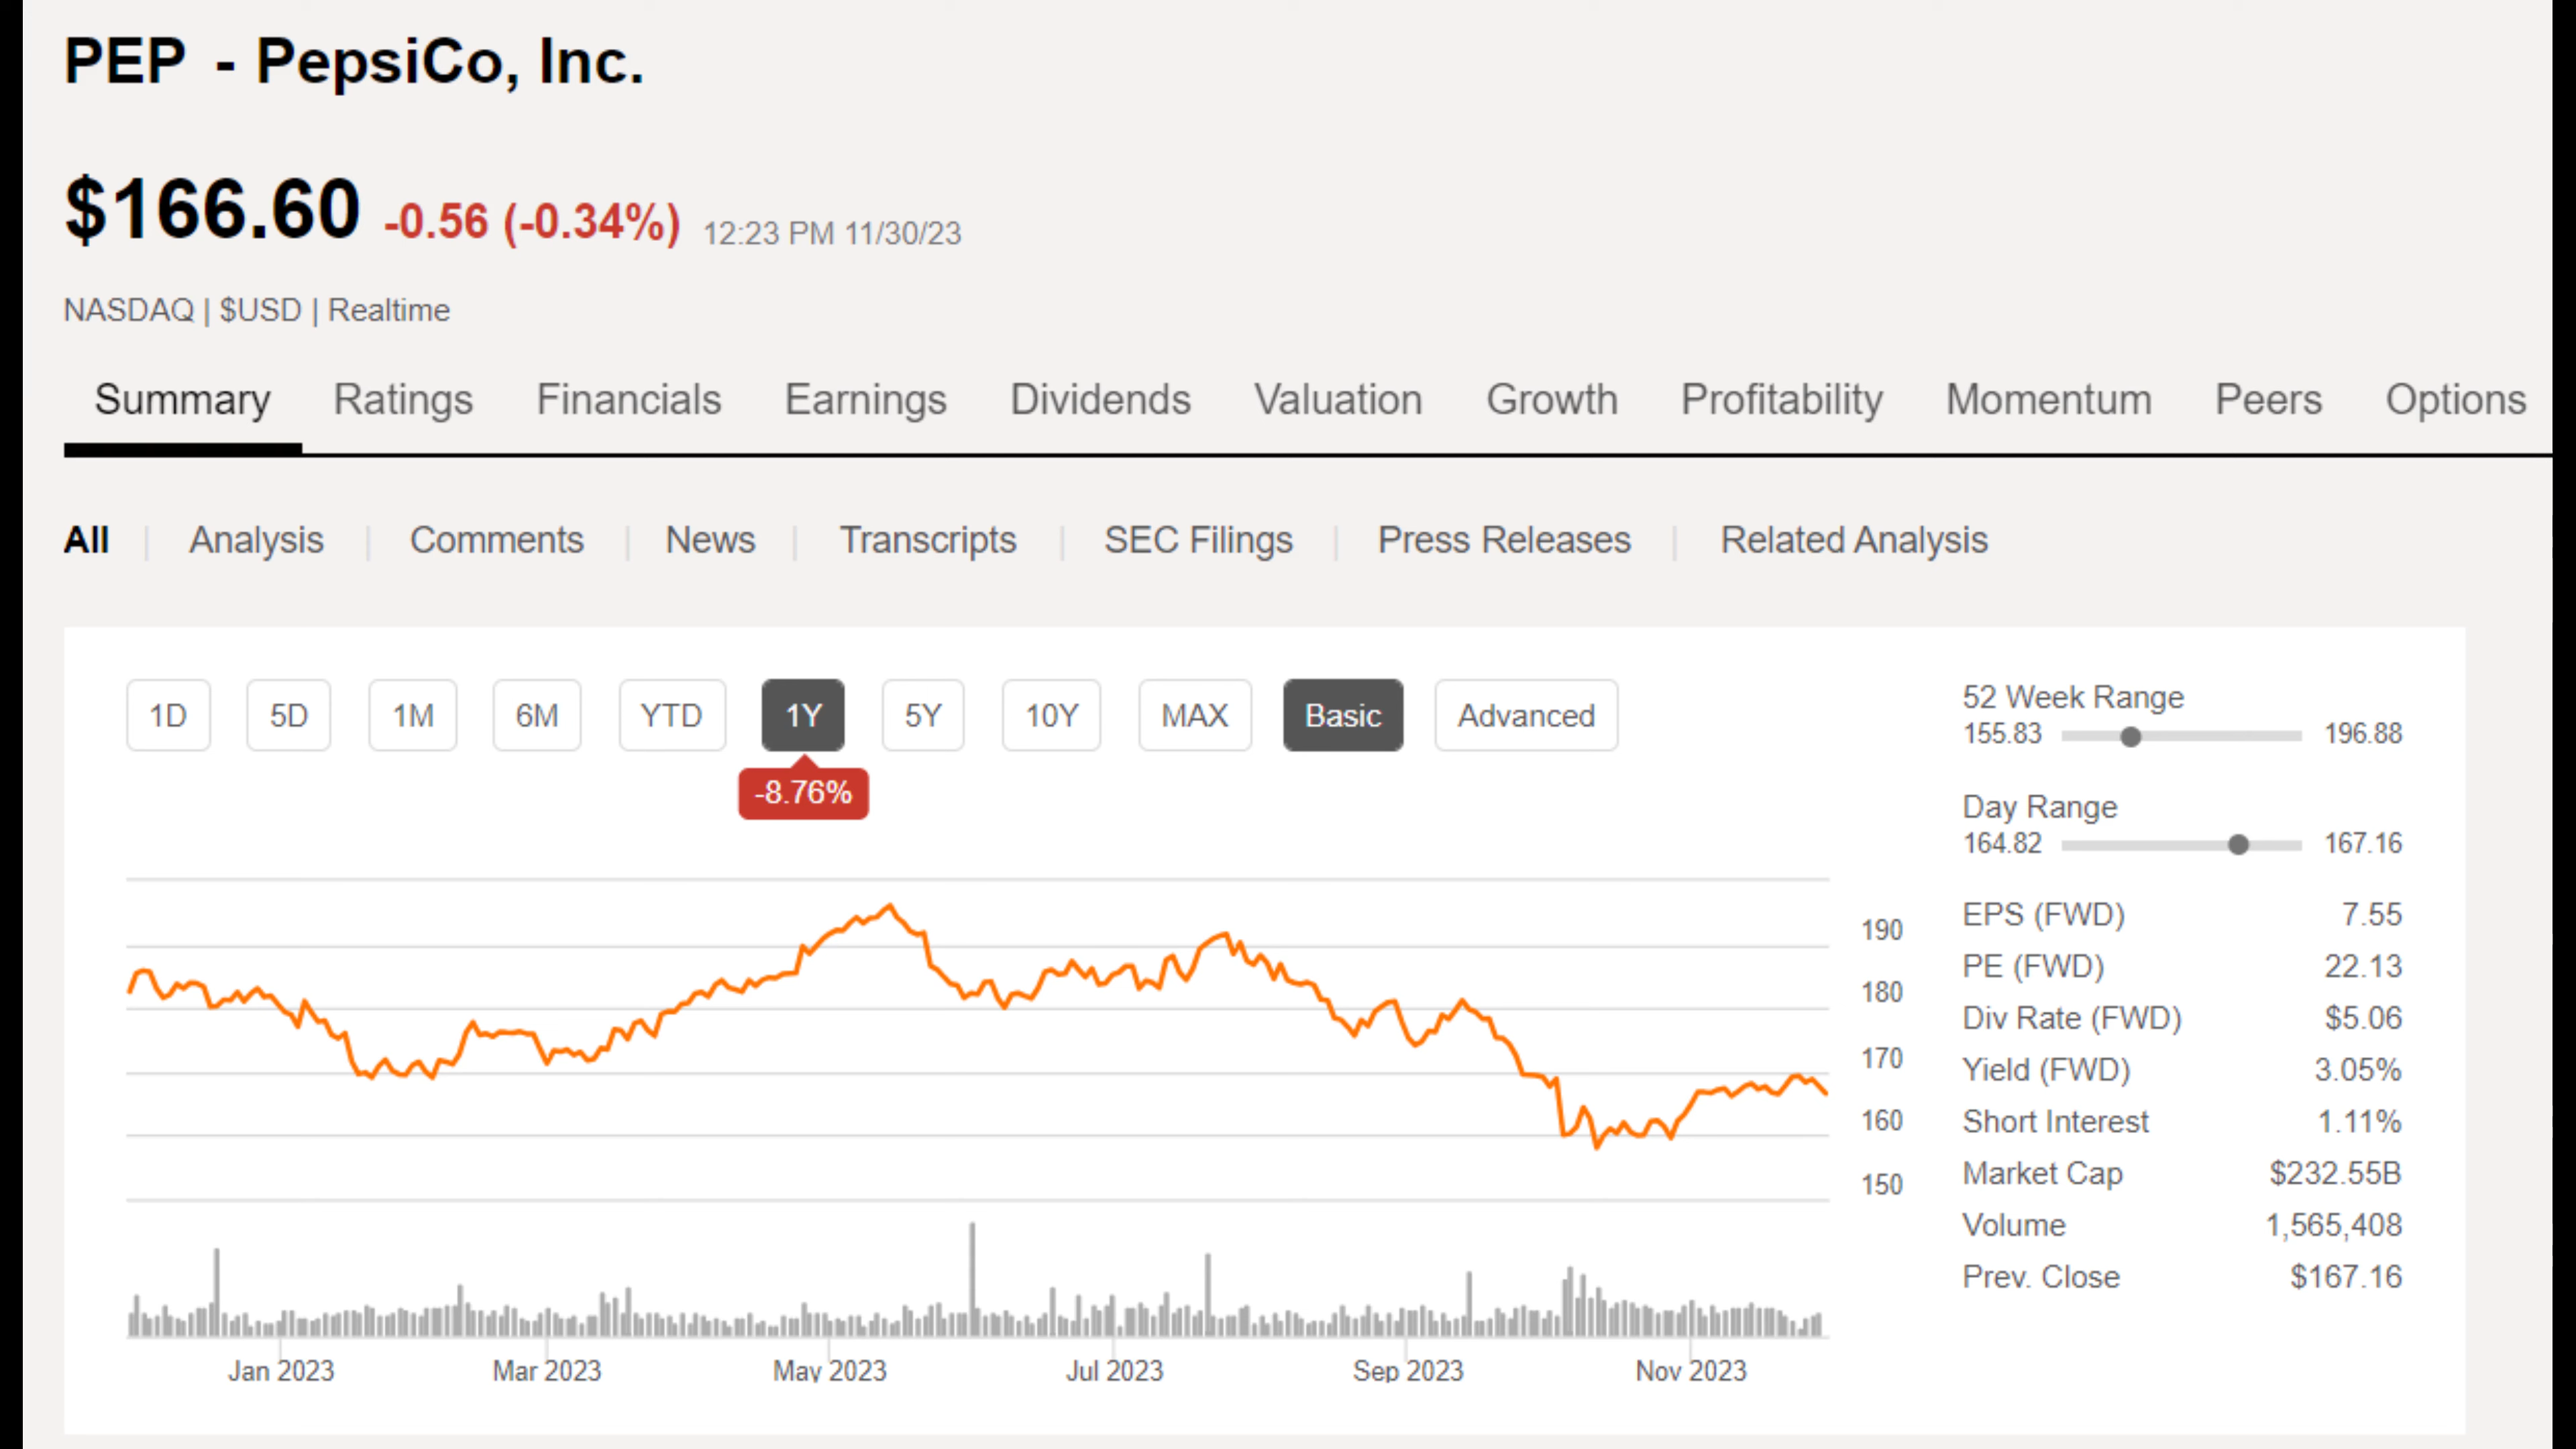 PEP - PepsiCo, Inc.
$166.60 -0.56 (-0.34%) 12:23 PM 11/30/23
NASDAQ | $USD | Realtime
Summary Ratings Financials Earnings Dividends Valuation Growth Profitability Momentum Peers Options
All | Analysis | Comments | News | Transcripts | SEC Filings | Press Releases | Related Analysis
1D 5D 1M 6M YTD 1Y 5Y 10Y MAX Basic Advanced
-8.76%
190
180
170
160
150
Jan 2023 Mar 2023 May 2023 Jul 2023 Sep 2023 Nov 2023
52 Week Range
155.83 196.88
Day Range
164.82 167.16
EPS (FWD) 7.55
PE (FWD) 22.13
Div Rate (FWD) $5.06
Yield (FWD) 3.05%
Short Interest 1.11%
Market Cap $232.55B
Volume 1,565,408
Prev. Close $167.16